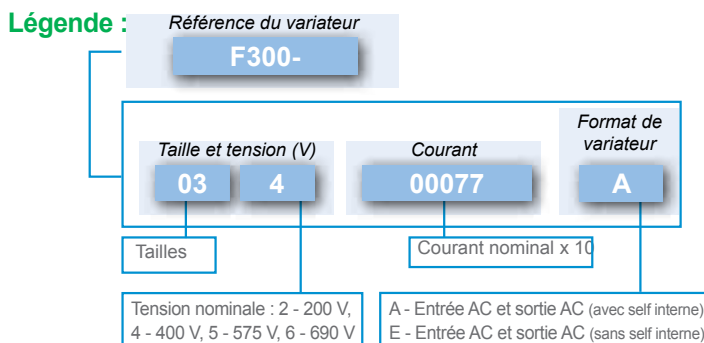 Légende :
Référence du variateur
F300-
Taille et tension (V)
Courant
Format de
variateur
03
4
00077
A
Tailles
Courant nominal x 10
Tension nominale : 2 - 200 V,
4 - 400 V, 5 - 575 V, 6 - 690 V
A - Entrée AC et sortie AC (avec self interne)
E - Entrée AC et sortie AC (sans self interne)